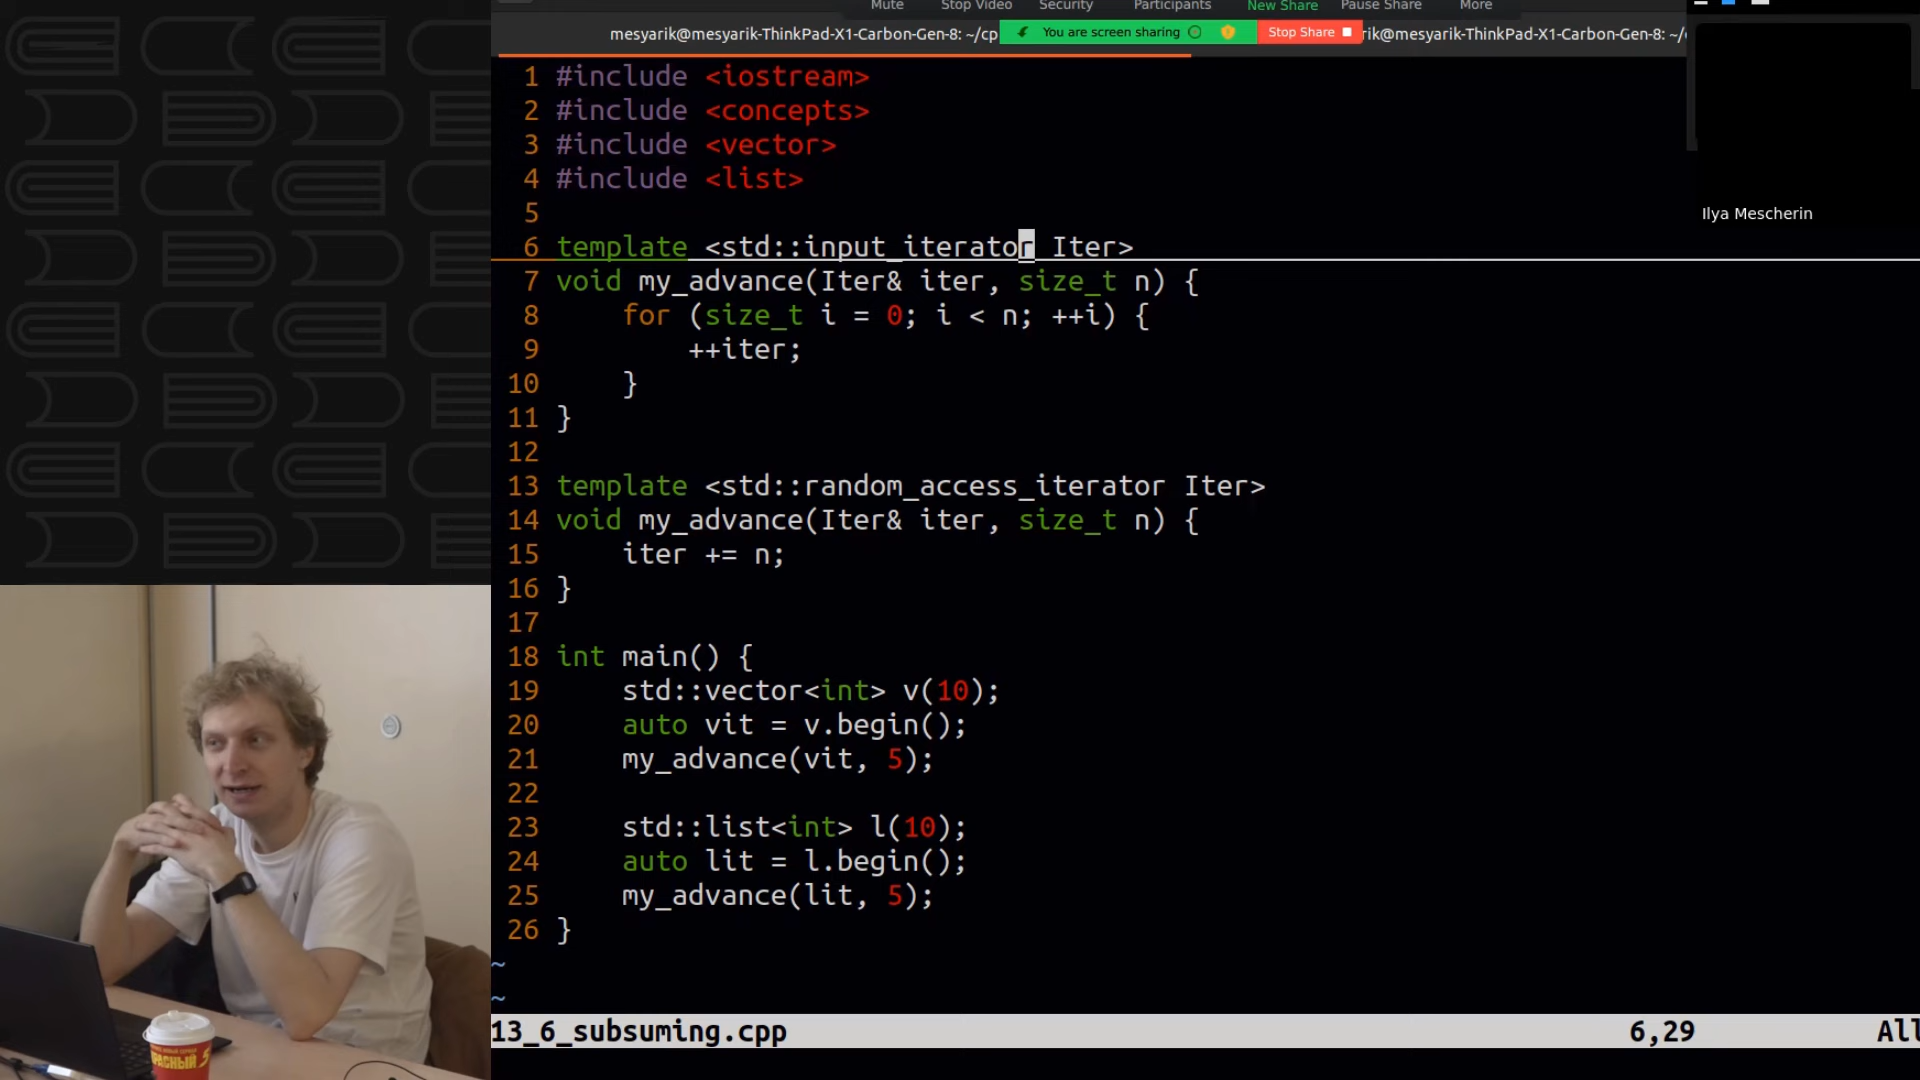 Mute Stop Video Security Participants New Share Pause Share More
mesyarik@mesyarik-ThinkPad-X1-Carbon-Gen-8: ~/cp You are screen sharing Stop Share rik@mesyarik-ThinkPad-X1-Carbon-Gen-8: ~/
Ilya Mescherin
1 #include <iostream>
2 #include <concepts>
3 #include <vector>
4 #include <list>
5
6 template <std::input_iterator Iter>
7 void my_advance(Iter& iter, size_t n) {
8     for (size_t i = 0; i < n; ++i) {
9         ++iter;
10     }
11 }
12
13 template <std::random_access_iterator Iter>
14 void my_advance(Iter& iter, size_t n) {
15     iter += n;
16 }
17
18 int main() {
19     std::vector<int> v(10);
20     auto vit = v.begin();
21     my_advance(vit, 5);
22
23     std::list<int> l(10);
24     auto lit = l.begin();
25     my_advance(lit, 5);
26 }
~
~
13_6_subsuming.cpp 6,29 All
КРАСНЫЙ